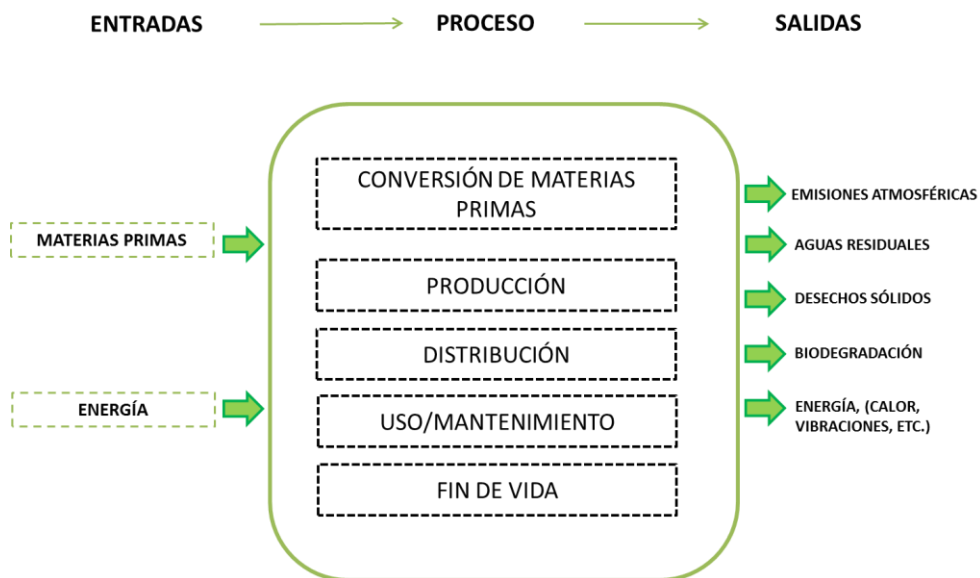 ENTRADAS
PROCESO
SALIDAS
CONVERSIÓN DE MATERIAS
PRIMAS
PRODUCCIÓN
DISTRIBUCIÓN
USO/MANTENIMIENTO
FIN DE VIDA
MATERIAS PRIMAS
ENERGÍA
EMISIONES ATMOSFÉRICAS
AGUAS RESIDUALES
DESECHOS SÓLIDOS
BIODEGRADACIÓN
ENERGÍA, (CALOR,
VIBRACIONES, ETC.)